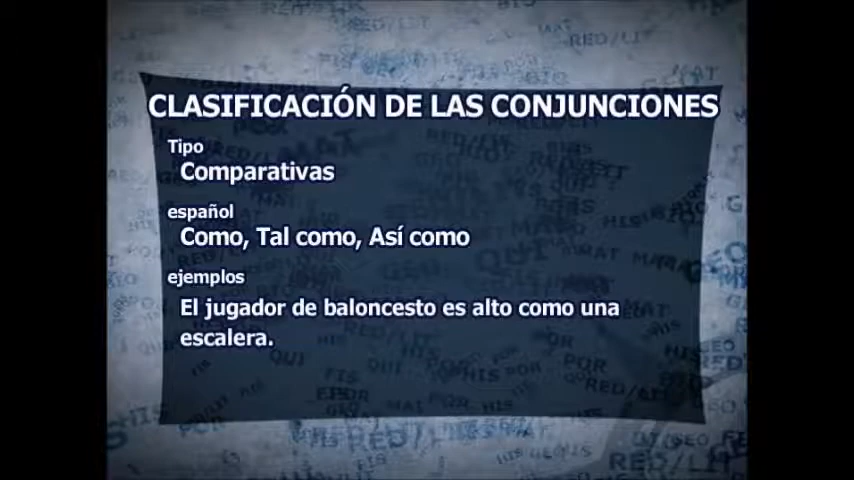 CLASIFICACIÓN DE LAS CONJUNCIONES
Tipo
Comparativas
español
Como, Tal como, Así como
ejemplos
El jugador de baloncesto es alto como una
escalera.